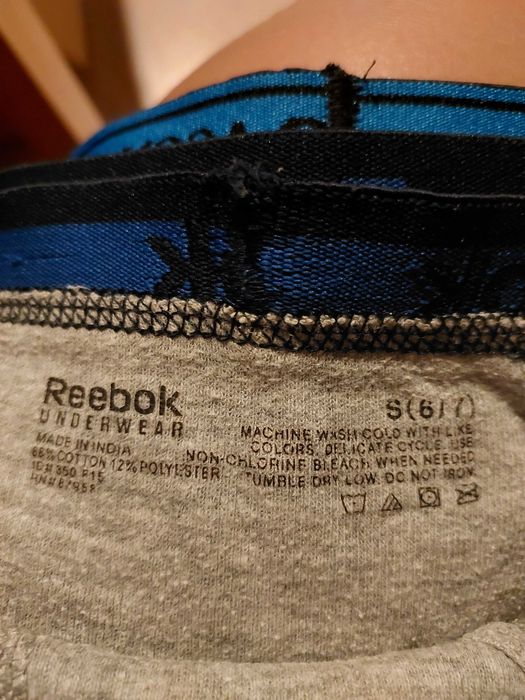 Reebok
UNDERWEAR
MADE IN INDIA
COTTON 12% POLYESTER
S(6/7)
MACHINE WASH COLD WITH LIKE
COLORS, DELICATE CYCLE. USE
NON-CHLORINE BLEACH WHEN NEEDED
TUMBLE DRY LOW. DO NOT IRON